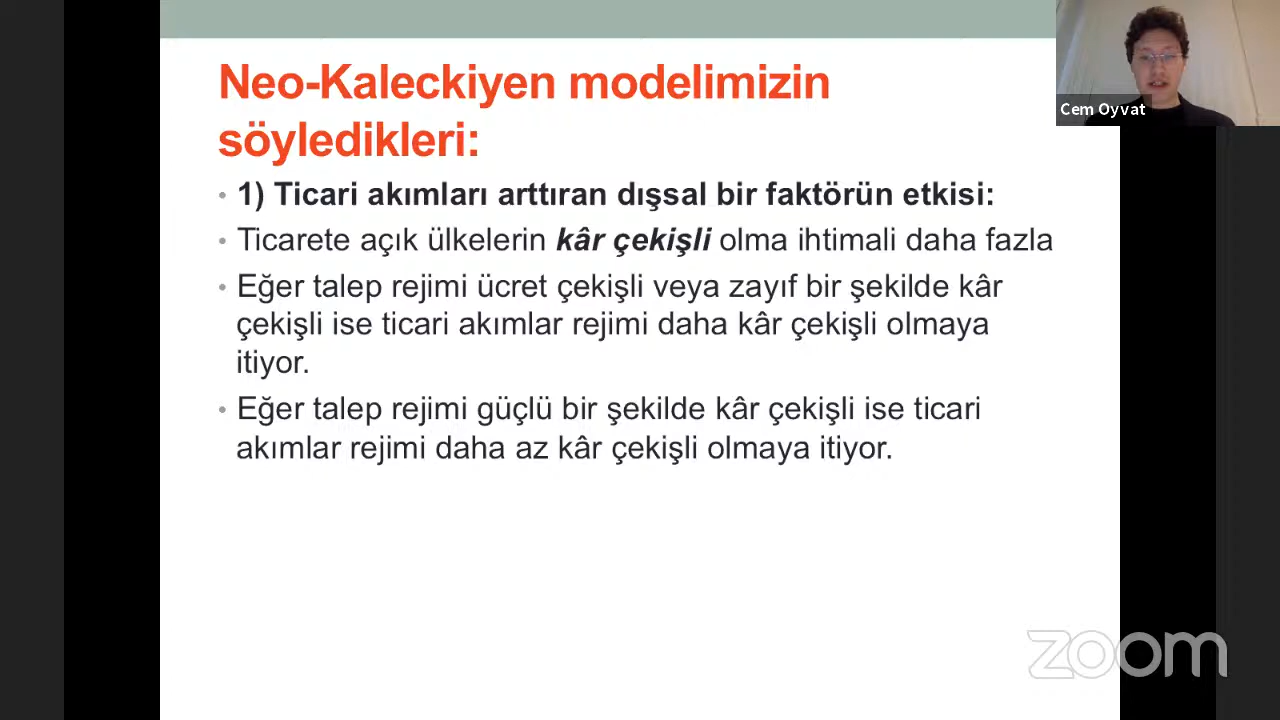 Neo-Kaleckiyen modelimizin
söyledikleri:
• 1) Ticari akımları arttıran dışsal bir faktörün etkisi:
• Ticarete açık ülkelerin kâr çekişli olma ihtimali daha fazla
• Eğer talep rejimi ücret çekişli veya zayıf bir şekilde kâr
çekişli ise ticari akımlar rejimi daha kâr çekişli olmaya
itiyor.
• Eğer talep rejimi güçlü bir şekilde kâr çekişli ise ticari
akımlar rejimi daha az kâr çekişli olmaya itiyor.
Cem Oyvat
zoom